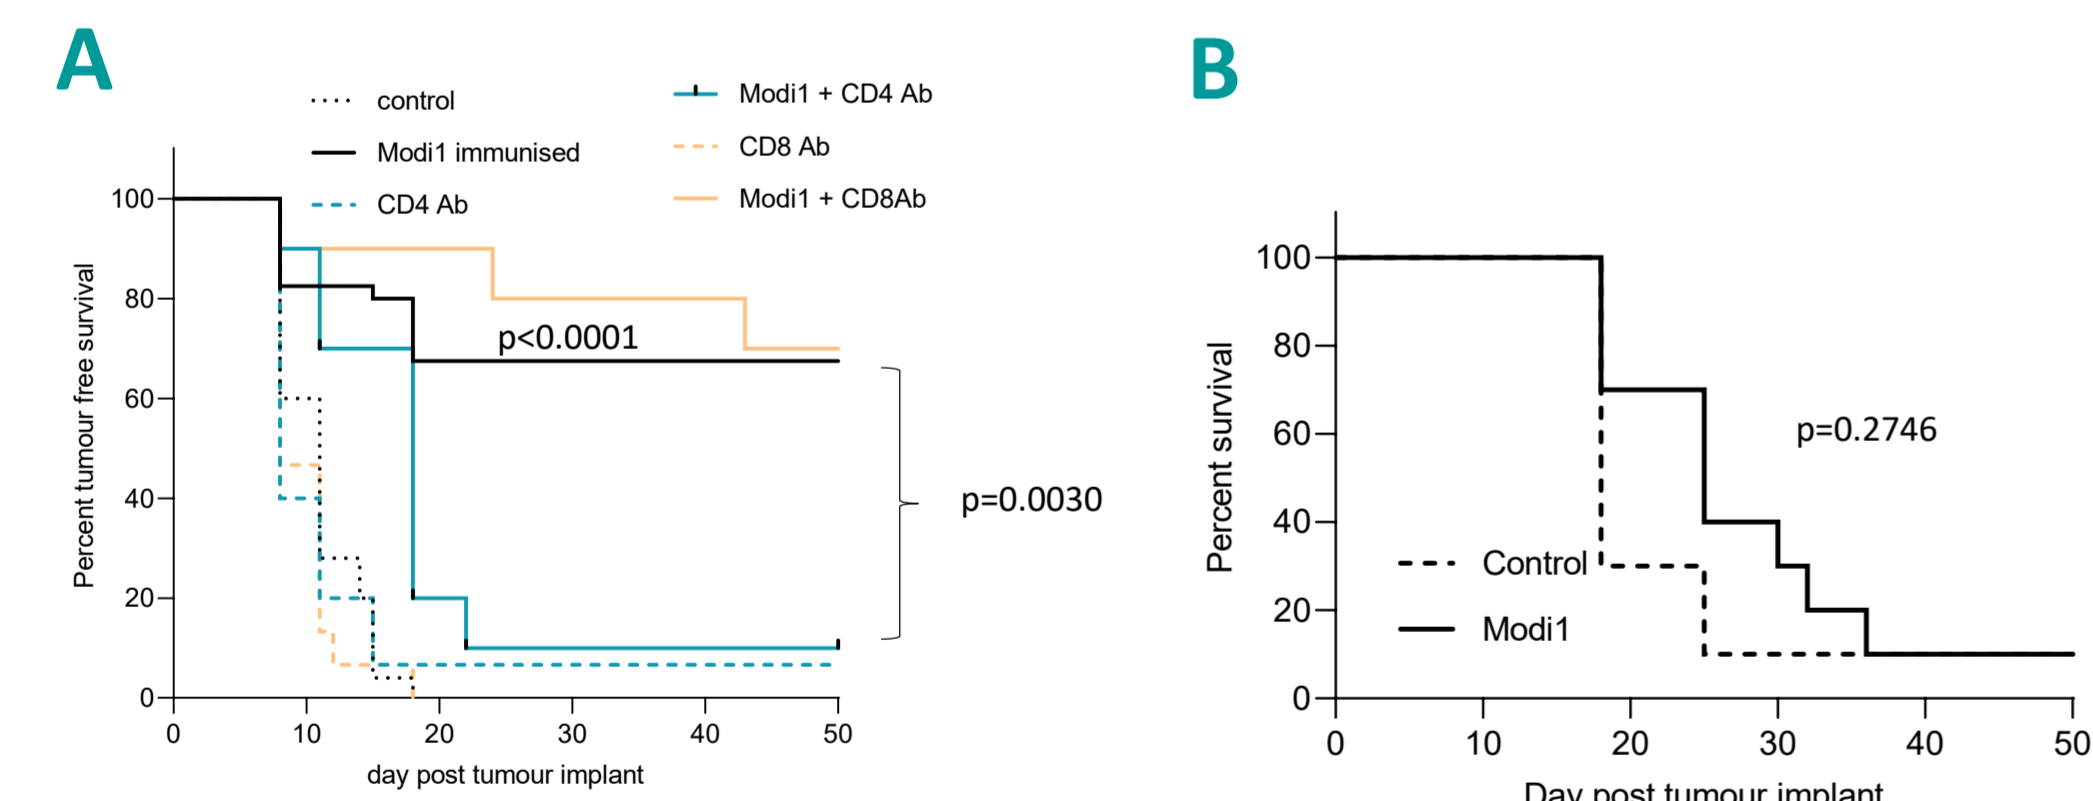 A
control
Modi1 immunised
CD4 Ab
Modi1 + CD4 Ab
CD8 Ab
Modi1 + CD8Ab
Percent tumour free survival
100
80
60
40
20
0
p<0.0001
p=0.0030
0 10 20 30 40 50
day post tumour implant
B
Percent survival
100
80
60
40
20
0
p=0.2746
Control
Modi1
0 10 20 30 40 50
Day post tumour implant